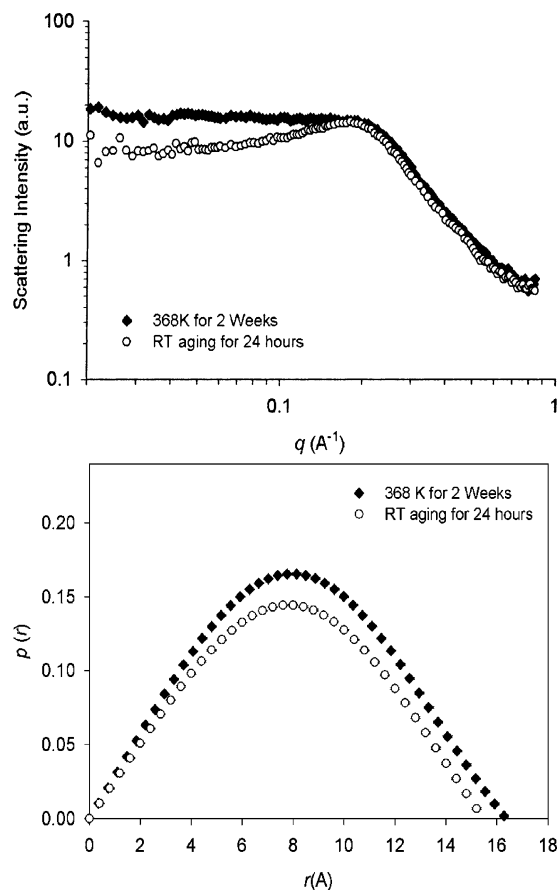 100
10
1
0.1
Scattering Intensity (a.u.)
368K for 2 Weeks
RT aging for 24 hours
0.1
1
q (A-1)
368 K for 2 Weeks
RT aging for 24 hours
0.20
0.15
0.10
0.05
0.00
p (r)
0 2 4 6 8 10 12 14 16 18
r(A)